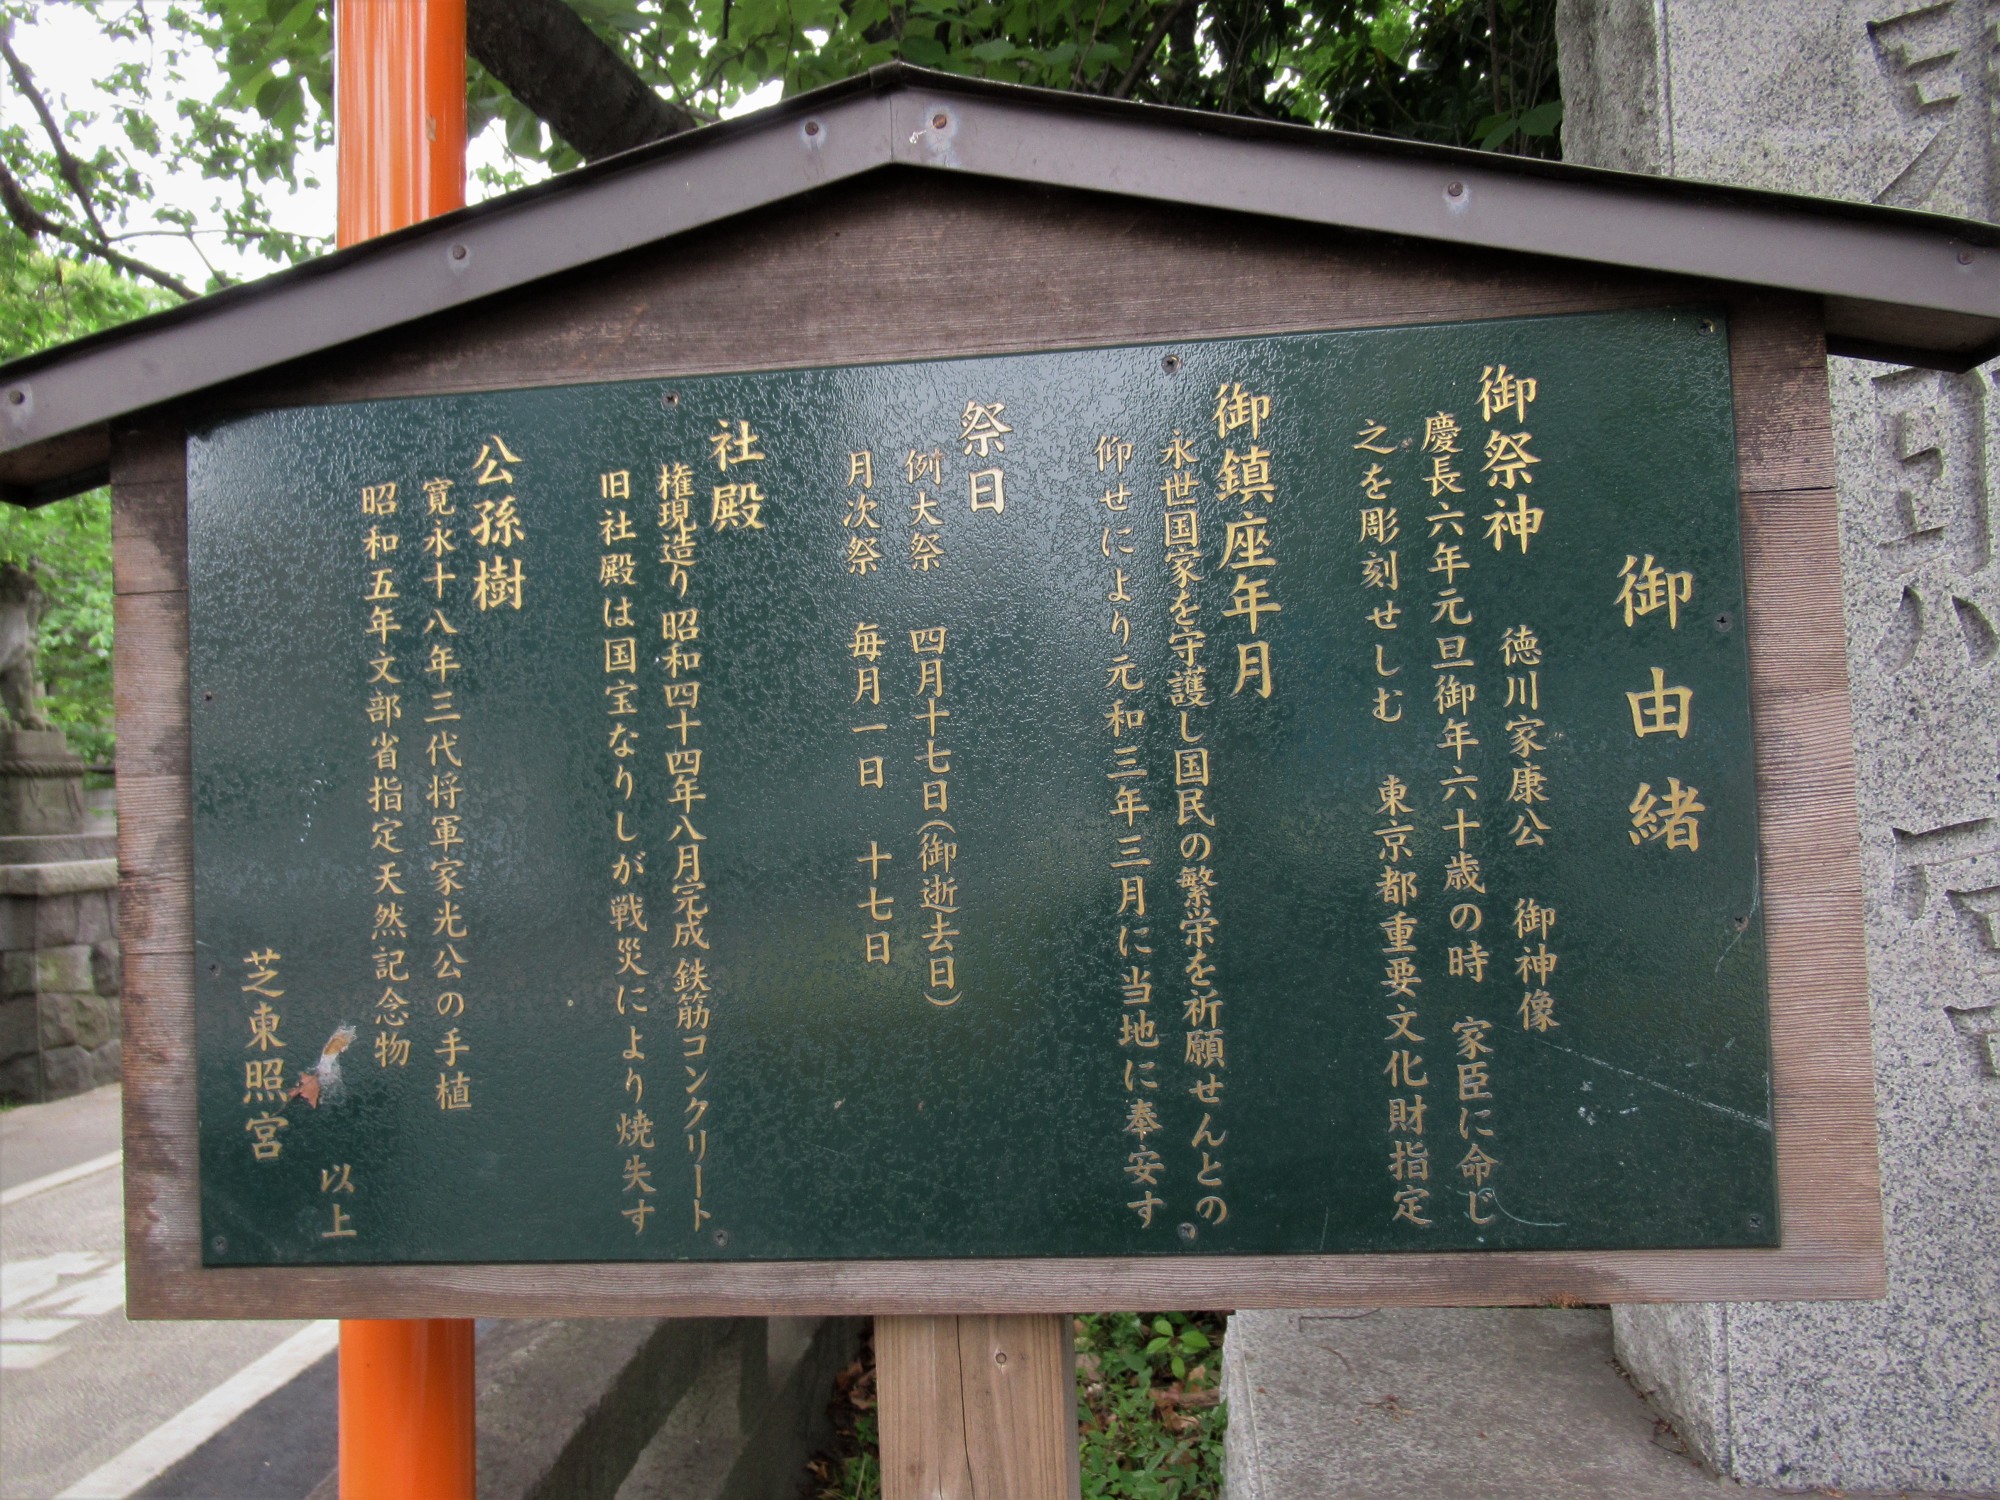 御由緒
御祭神　徳川家康公　御神像
慶長六年元旦御年六十歳の時　家臣に命じ
之を彫刻せしむ　東京都重要文化財指定
御鎮座年月
永世国家を守護し国民の繁栄を祈願せんとの
仰せにより元和三年三月に当地に奉安す
祭日
例大祭　四月十七日(御逝去日)
月次祭　毎月一日　十七日
社殿
権現造り昭和四十四年八月完成 鉄筋コンクリート
旧社殿は国宝なりしが戦災により焼失す
公孫樹
寛永十八年三代将軍家光公の手植
昭和五年文部省指定天然記念物
以上
芝東照宮